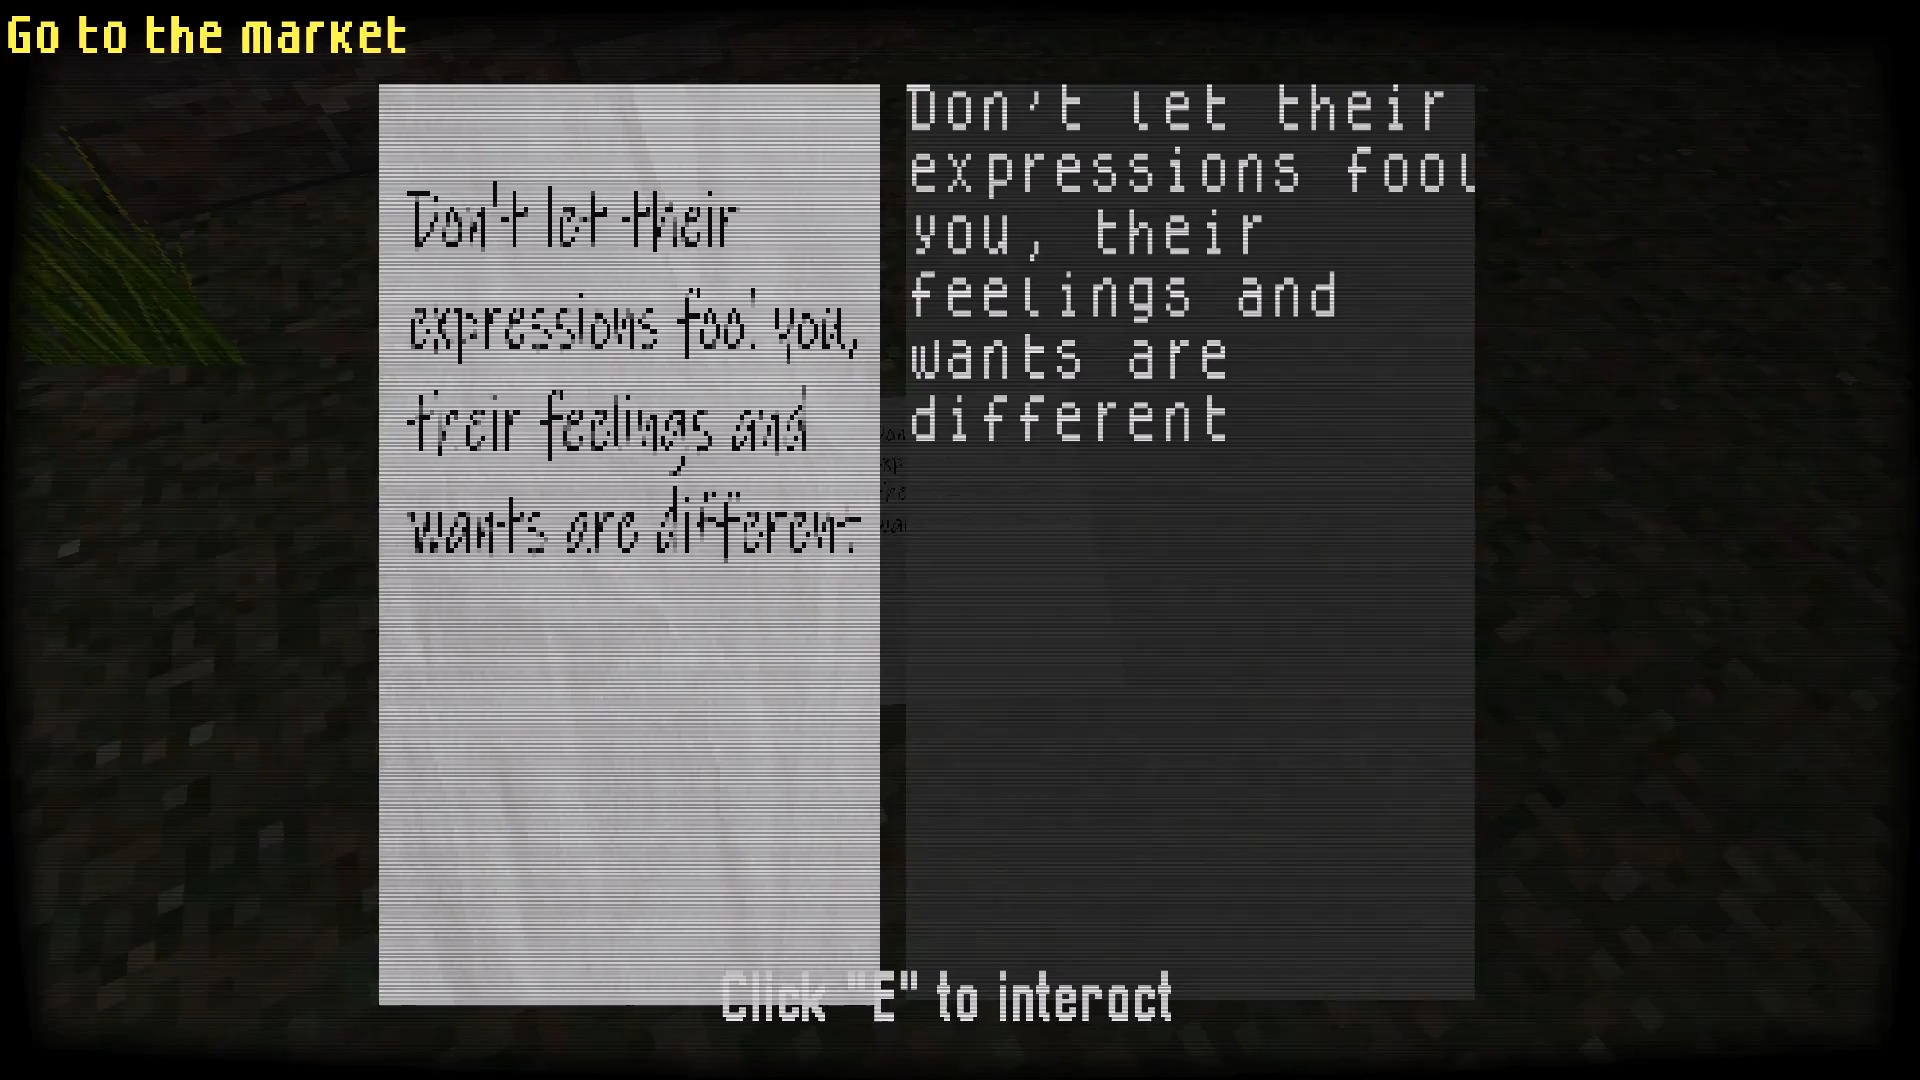 Go to the market
Don't let their
expressions fool you,
their feelings and
wants are different
Don't let their
expressions fool
you, their
feelings and
wants are
different
Click "E" to interact